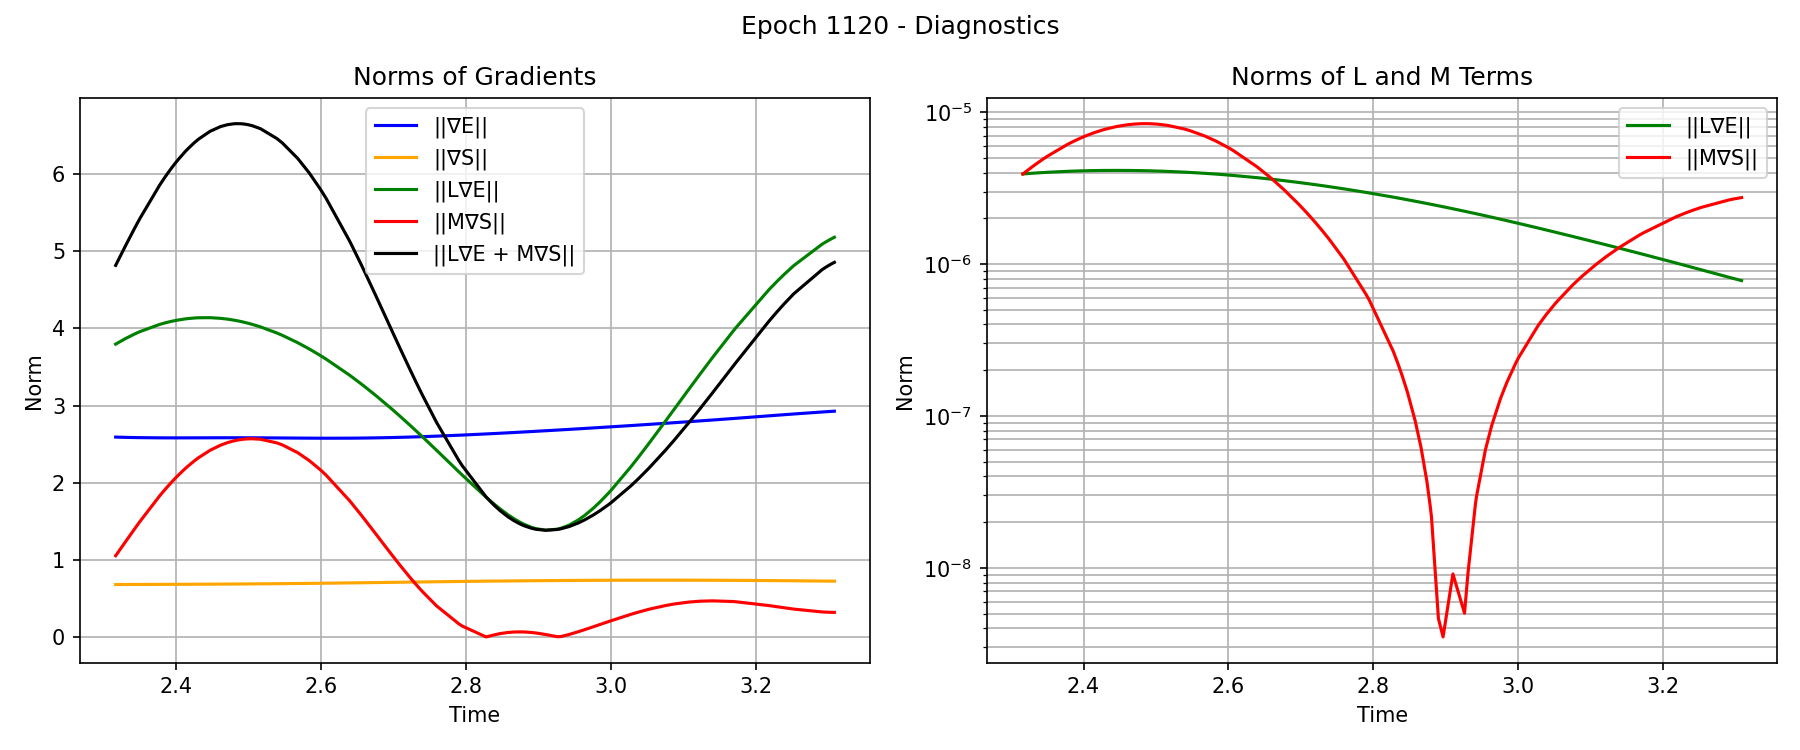 Epoch 1120 - Diagnostics
Norms of Gradients
||∇E||
||∇S||
||L∇E||
||M∇S||
||L∇E + M∇S||
6
5
4
3
2
1
0
Norm
2.4 2.6 2.8 3.0 3.2
Time
Norms of L and M Terms
||L∇E||
||M∇S||
10⁻⁵
10⁻⁶
10⁻⁷
10⁻⁸
Norm
2.4 2.6 2.8 3.0 3.2
Time